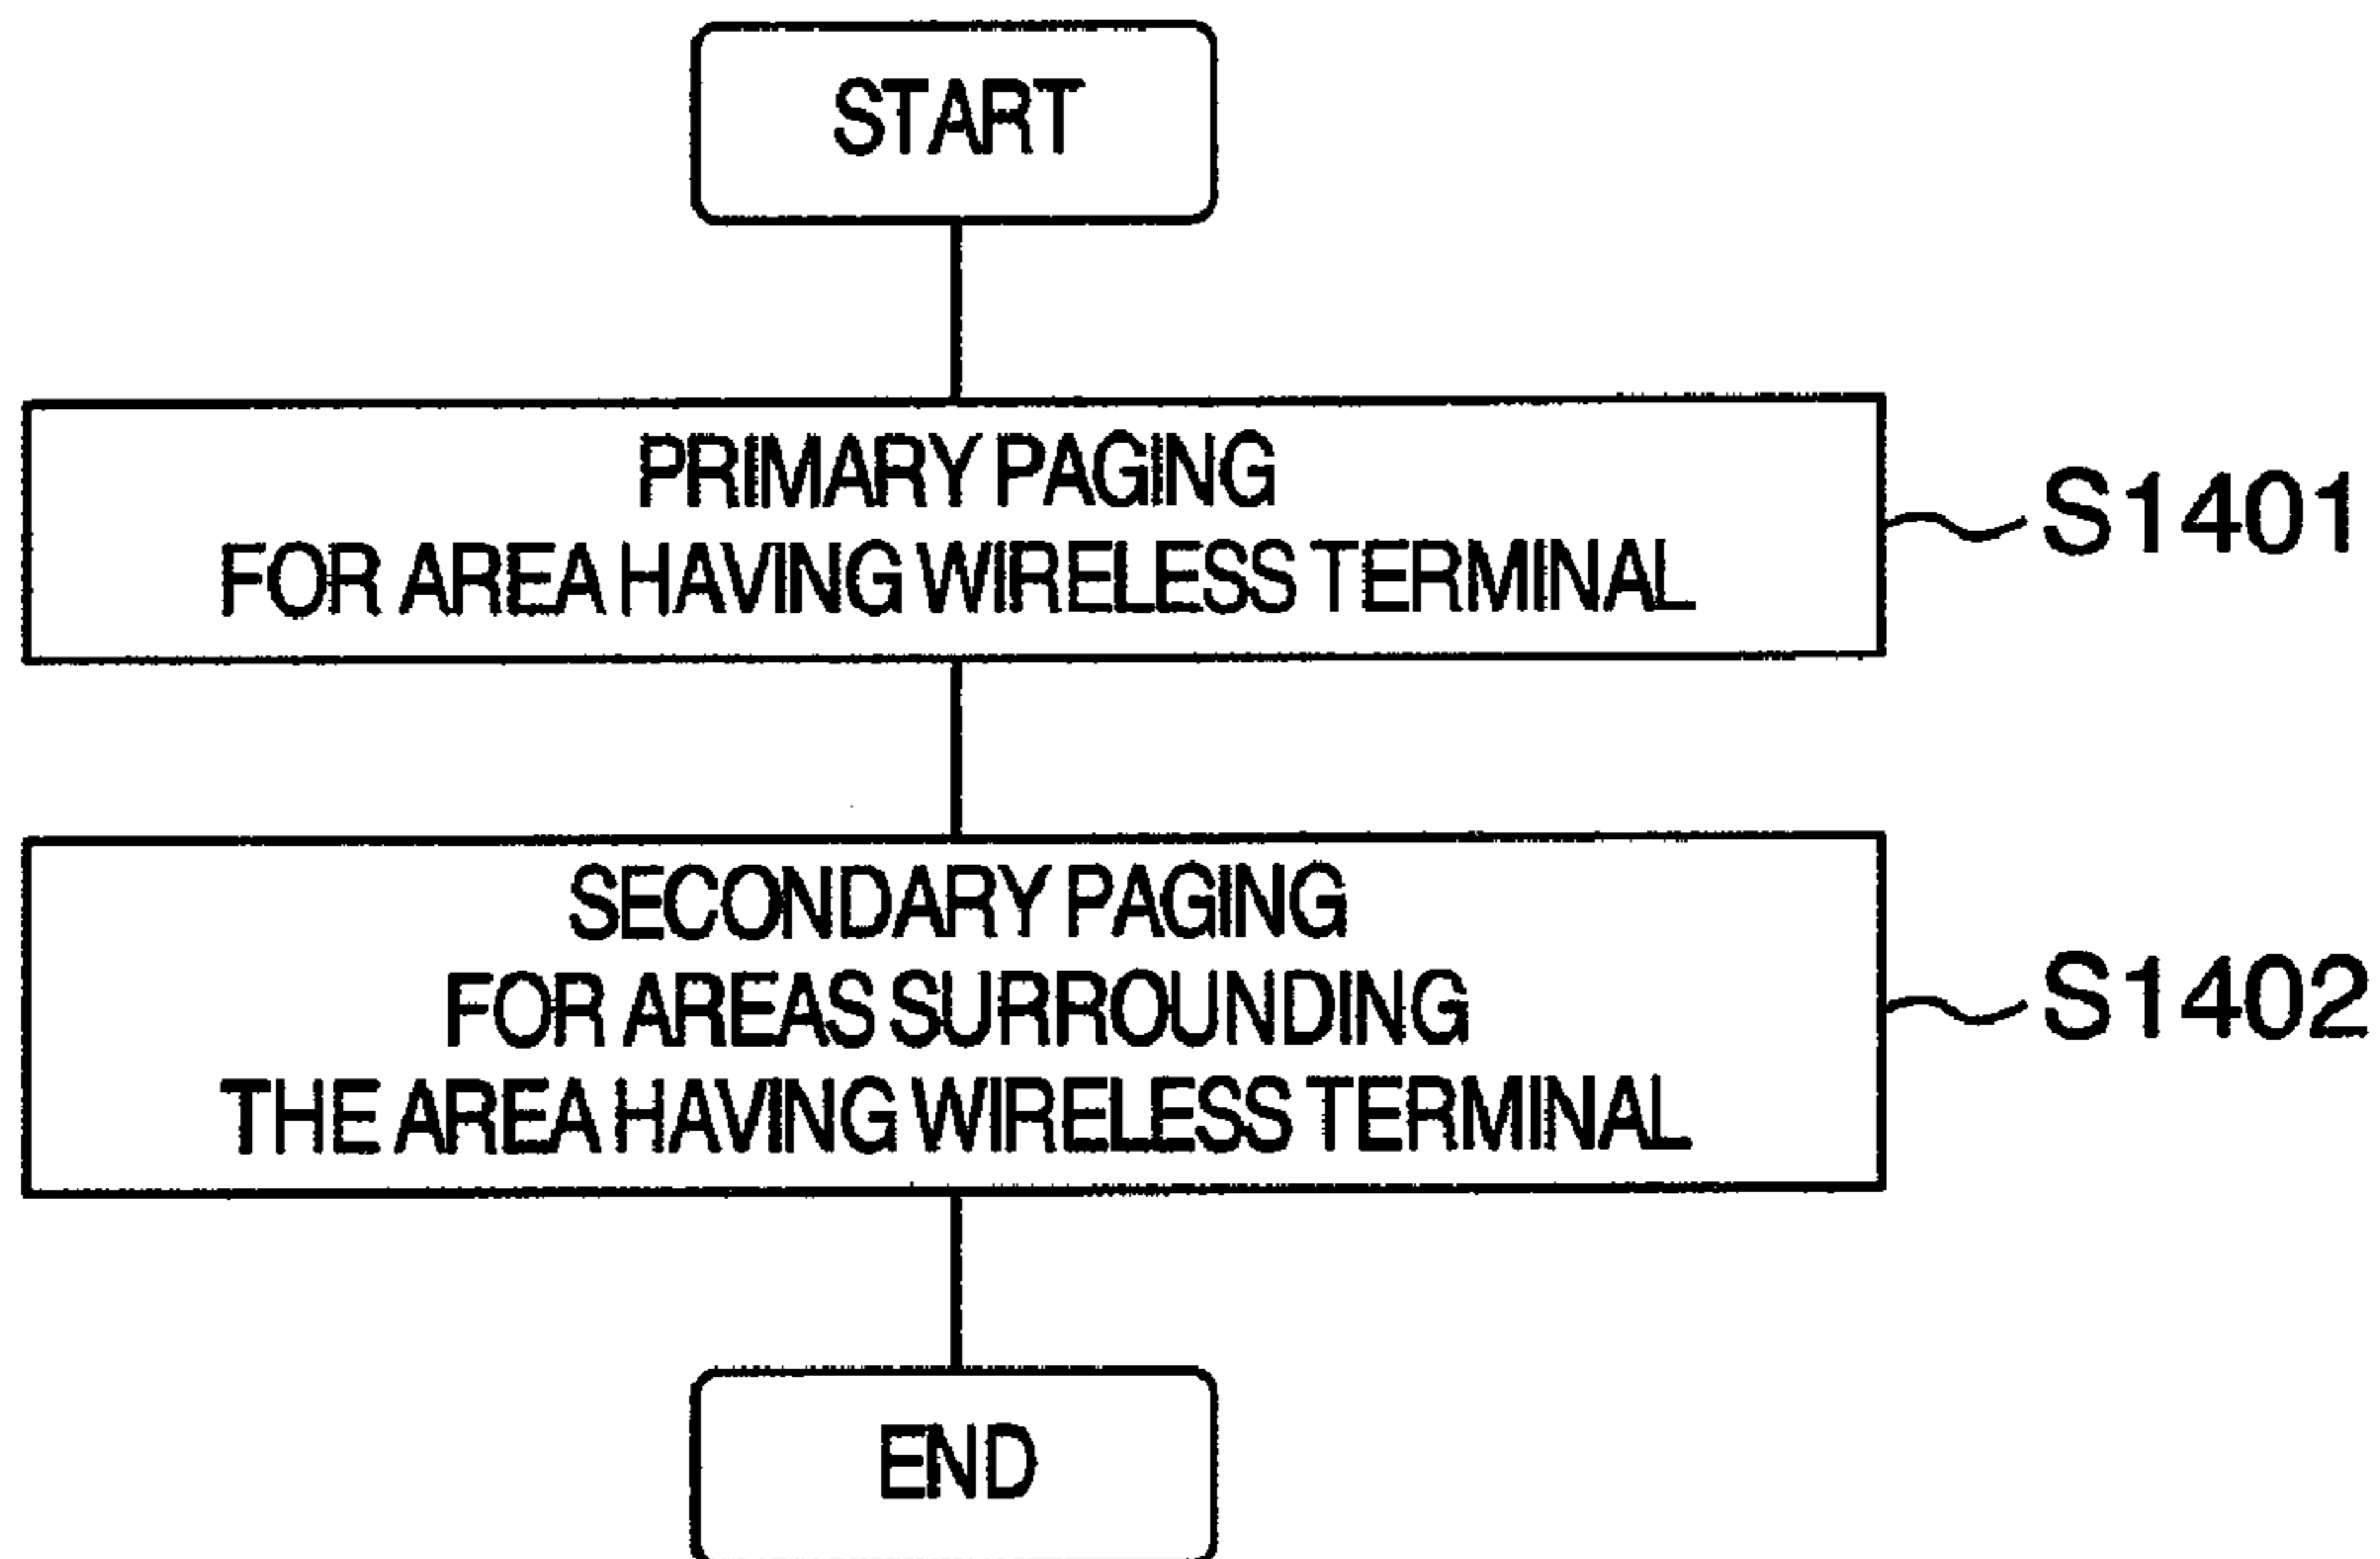 START
PRIMARY PAGING
FOR AREA HAVING WIRELESS TERMINAL
S1401
SECONDARY PAGING
FOR AREAS SURROUNDING
THE AREA HAVING WIRELESS TERMINAL
S1402
END